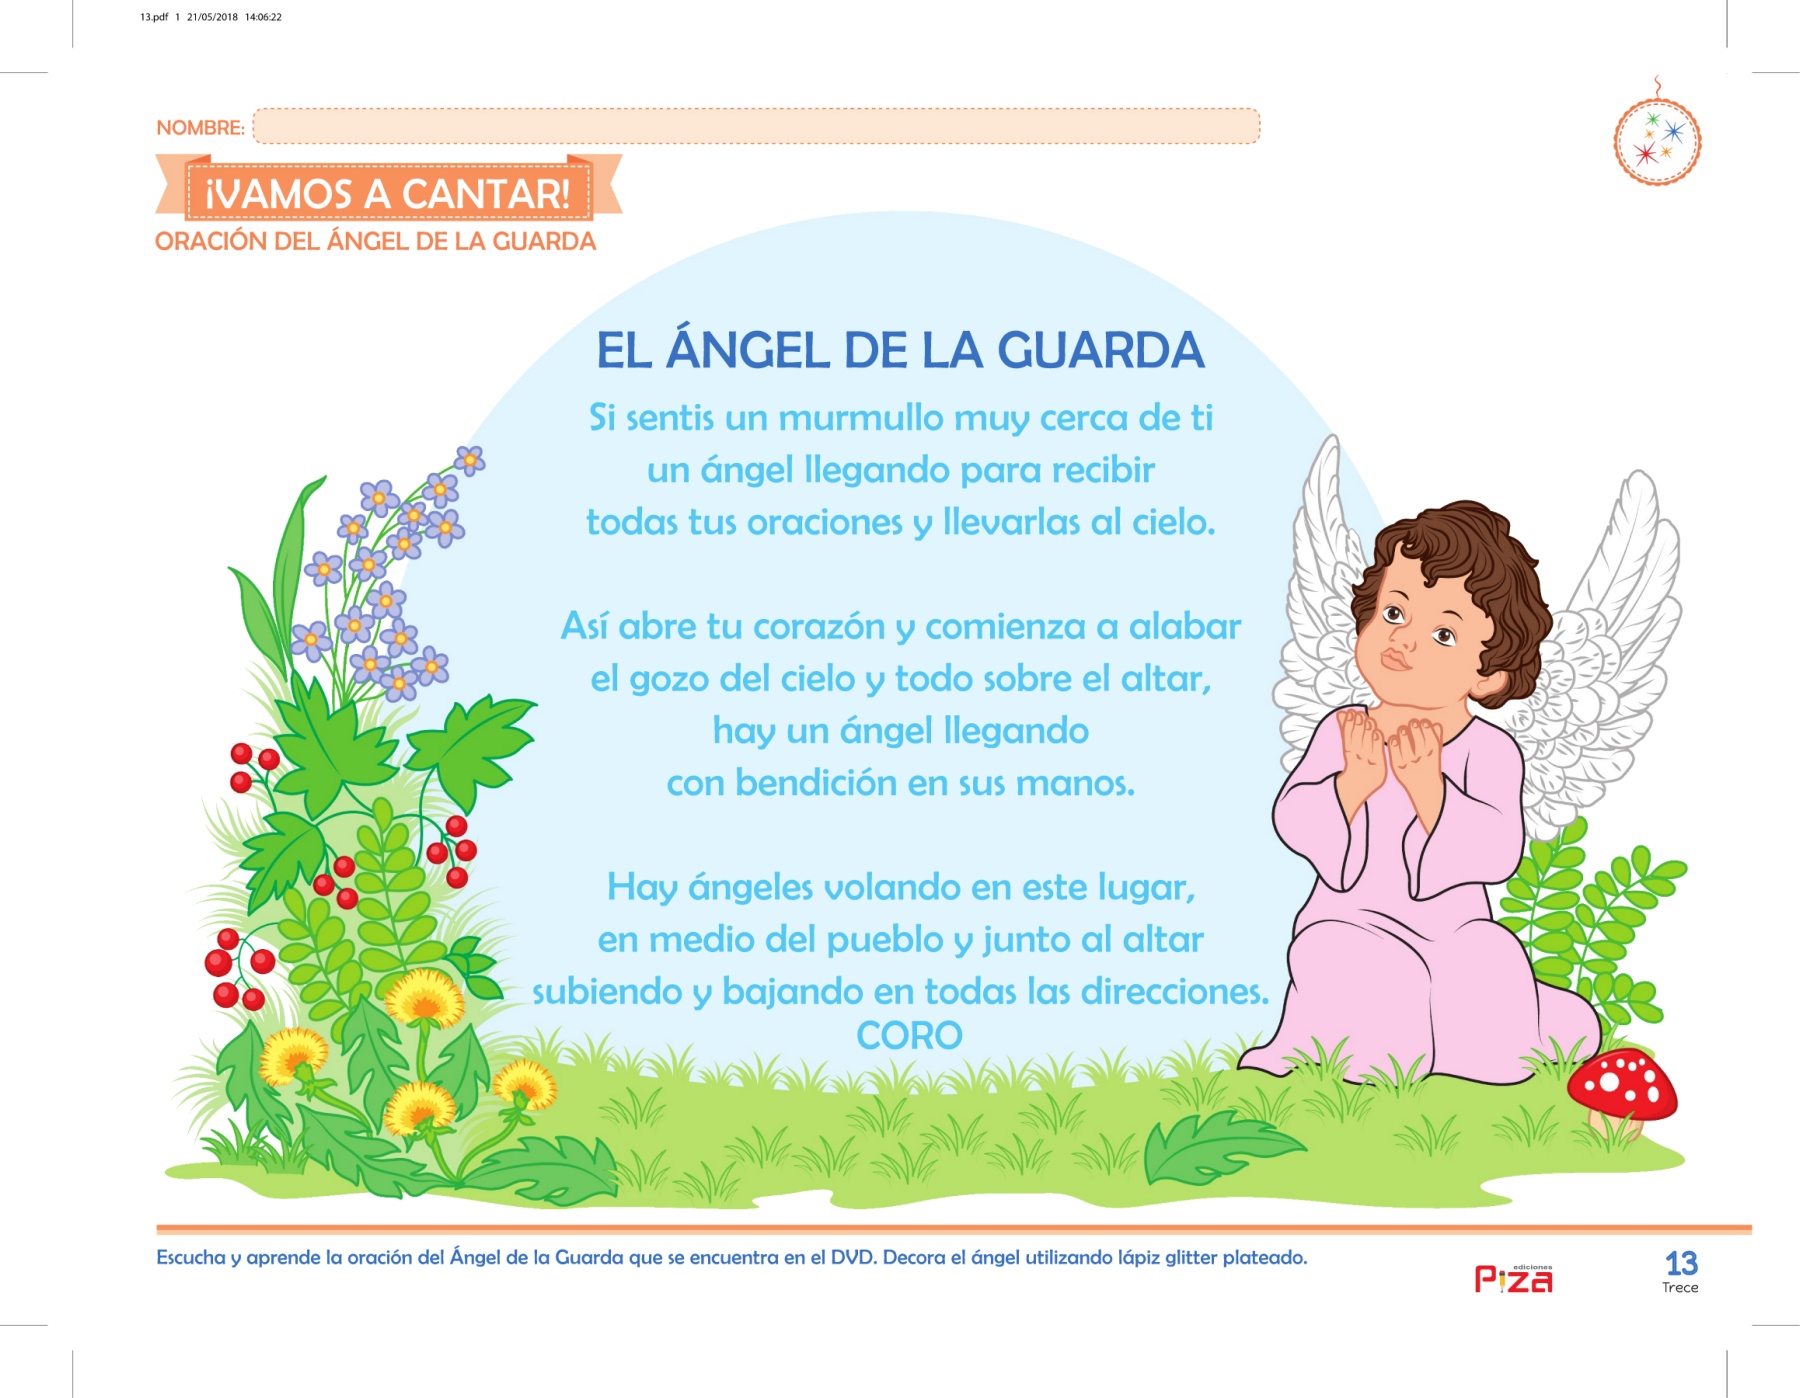 13.pdf 1 21/05/2018 14:06:22
NOMBRE:
¡VAMOS A CANTAR!
ORACIÓN DEL ÁNGEL DE LA GUARDA
EL ÁNGEL DE LA GUARDA
Si sentis un murmullo muy cerca de ti
un ángel llegando para recibir
todas tus oraciones y llevarlas al cielo.
Así abre tu corazón y comienza a alabar
el gozo del cielo y todo sobre el altar,
hay un ángel llegando
con bendición en sus manos.
Hay ángeles volando en este lugar,
en medio del pueblo y junto al altar
subiendo y bajando en todas las direcciones.
CORO
Escucha y aprende la oración del Ángel de la Guarda que se encuentra en el DVD. Decora el ángel utilizando lápiz glitter plateado.
ediciones
Piza
13
Trece